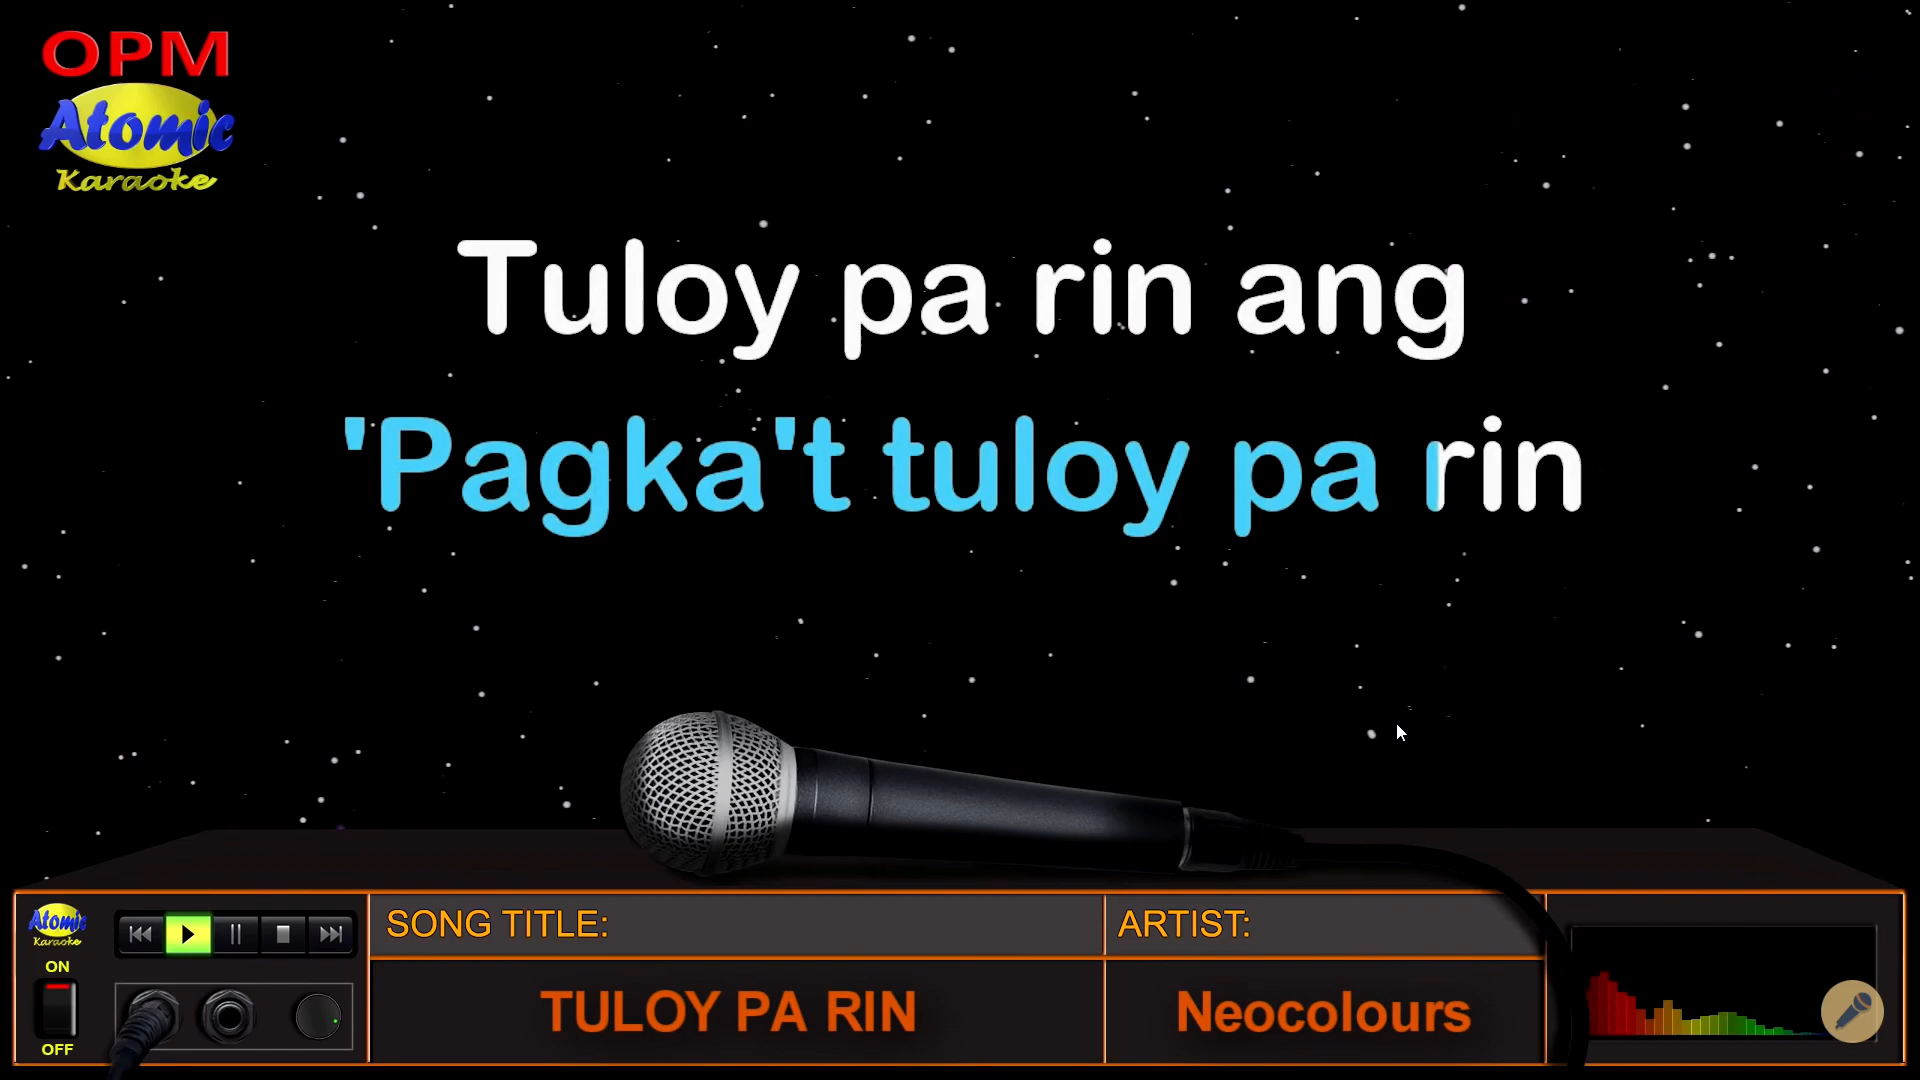 OPM
Atomic
Karaoke
Tuloy pa rin ang
'Pagka't tuloy pa rin
Atomic
Karaoke
ON
OFF
SONG TITLE:
TULOY PA RIN
ARTIST:
Neocolours